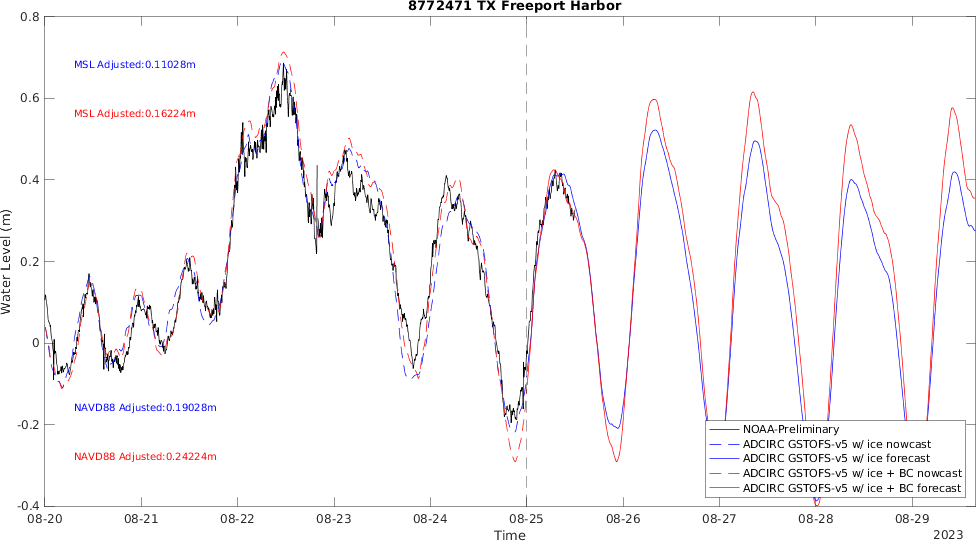 8772471 TX Freeport Harbor
0.8
0.6
0.4
0.2
0
-0.2
-0.4
Water Level (m)
MSL Adjusted:0.11028m
MSL Adjusted:0.16224m
NAVD88 Adjusted:0.19028m
NAVD88 Adjusted:0.24224m
NOAA-Preliminary
ADCIRC GSTOFS-v5 w/ ice nowcast
ADCIRC GSTOFS-v5 w/ ice forecast
ADCIRC GSTOFS-v5 w/ ice + BC nowcast
ADCIRC GSTOFS-v5 w/ ice + BC forecast
08-20 08-21 08-22 08-23 08-24 08-25 08-26 08-27 08-28 08-29
Time
2023